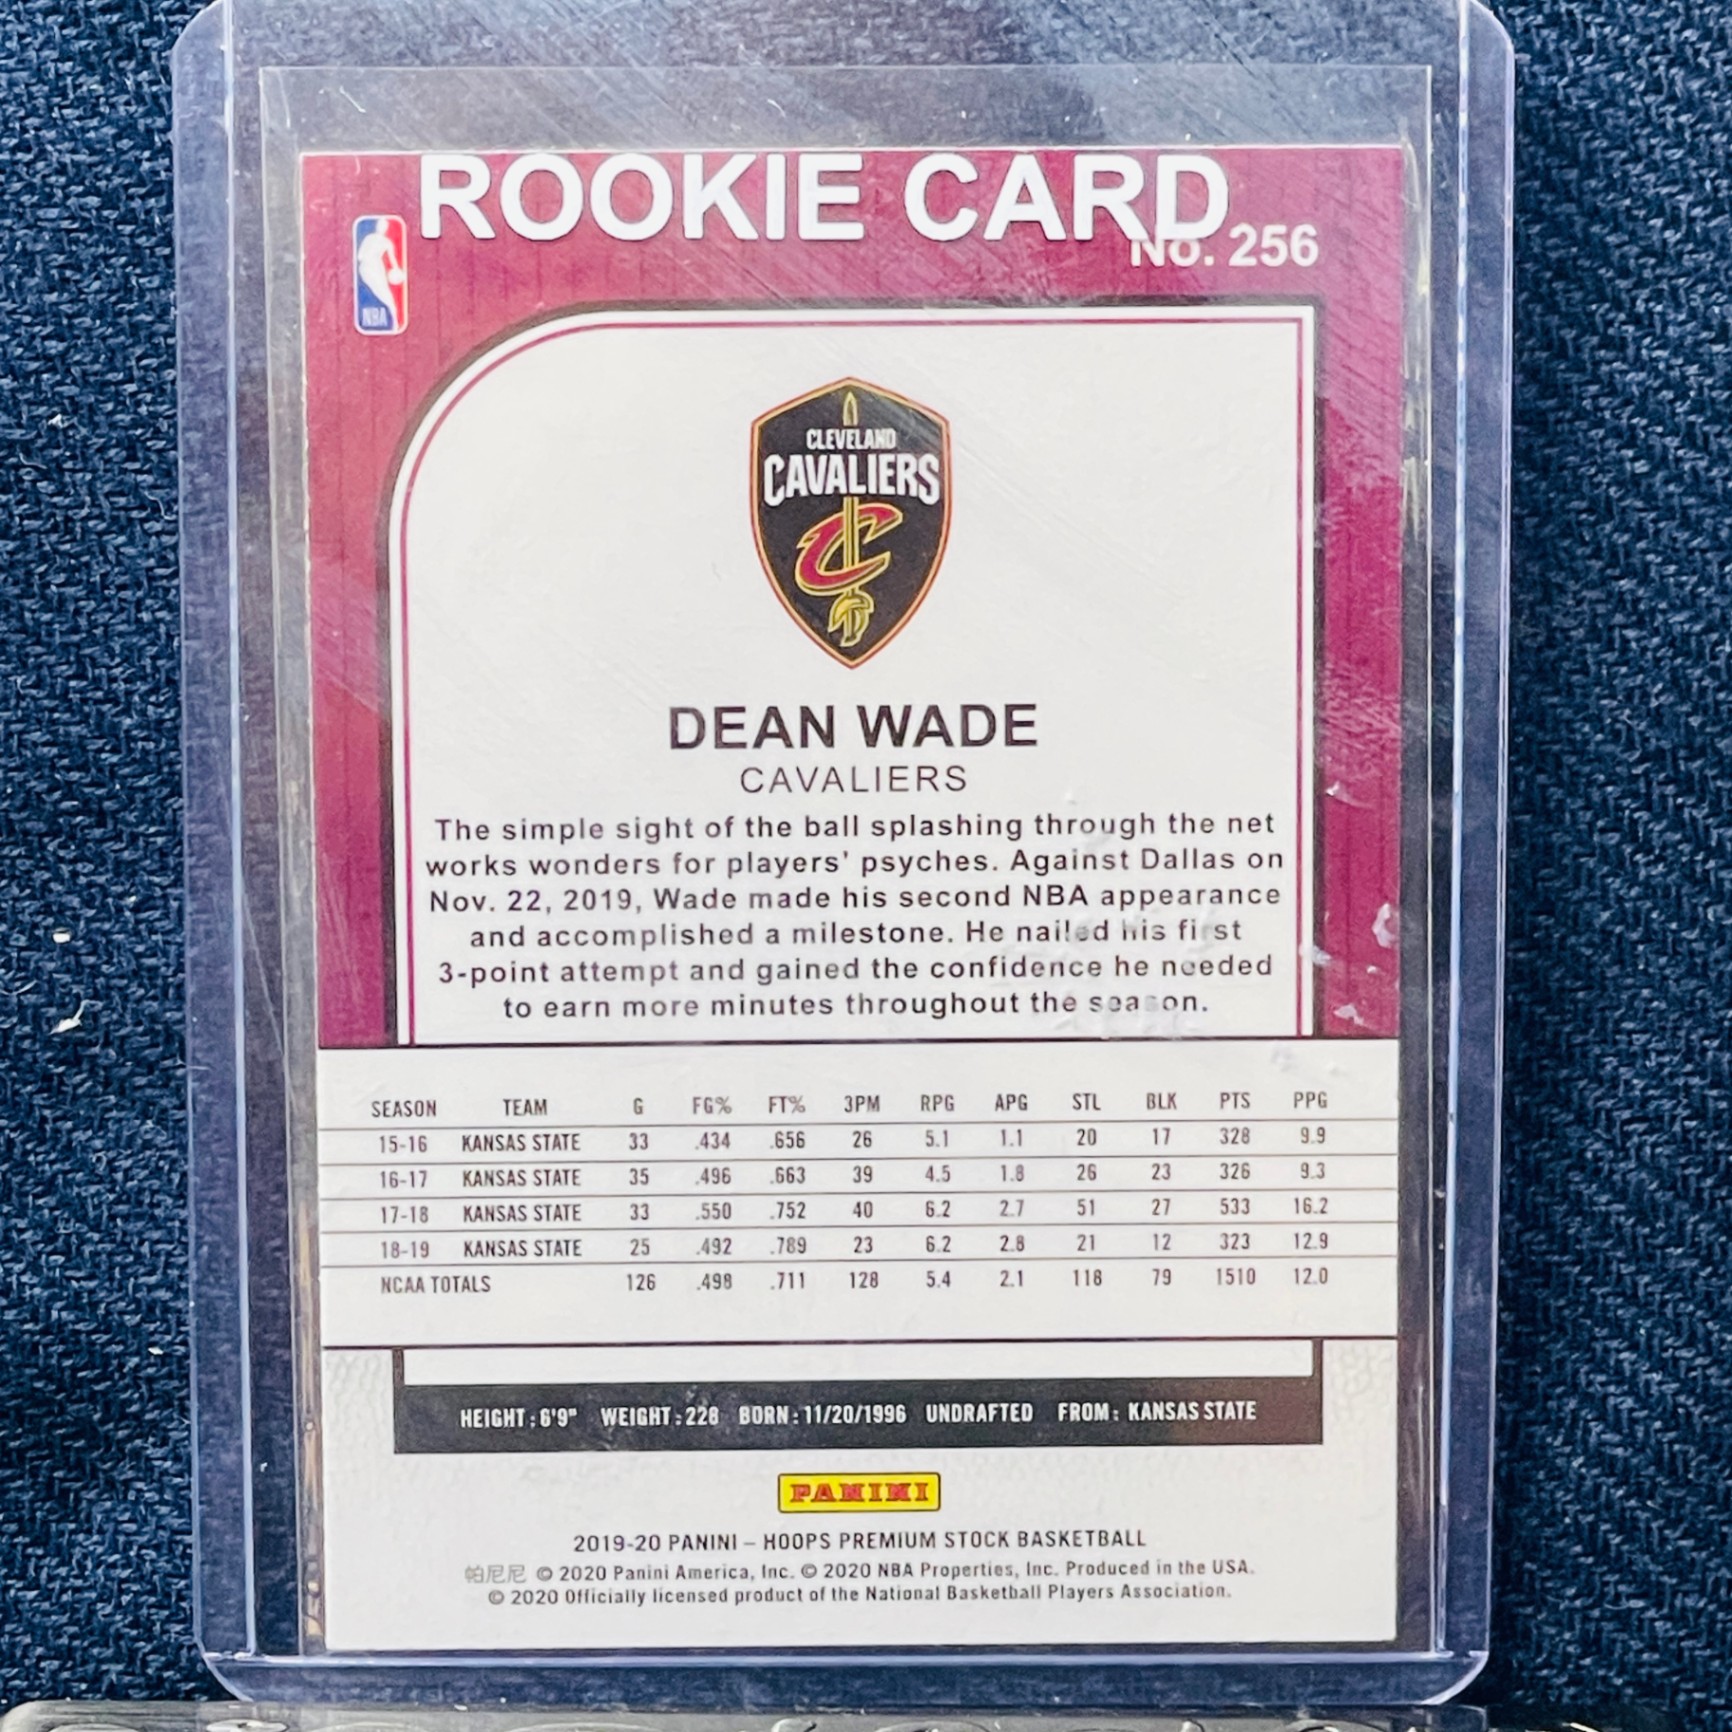 ROOKIE CARD
No. 256
NBA
CLEVELAND
CAVALIERS
C
DEAN WADE
CAVALIERS
The simple sight of the ball splashing through the net
works wonders for players' psyches. Against Dallas on
Nov. 22, 2019, Wade made his second NBA appearance
and accomplished a milestone. He nailed his first
3-point attempt and gained the confidence he needed
to earn more minutes throughout the season.
SEASON TEAM G FG% FT% 3PM RPG APG STL BLK PTS PPG
15-16 KANSAS STATE 33 .434 .656 26 5.1 1.1 20 17 328 9.9
16-17 KANSAS STATE 35 .496 .663 39 4.5 1.8 26 23 326 9.3
17-18 KANSAS STATE 33 .550 .752 40 6.2 2.7 51 27 533 16.2
18-19 KANSAS STATE 25 .492 .789 23 6.2 2.8 21 12 323 12.9
NCAA TOTALS 126 .498 .711 128 5.4 2.1 118 79 1510 12.0
HEIGHT: 6'9" WEIGHT: 228 BORN: 11/20/1996 UNDRAFTED FROM: KANSAS STATE
PANINI
2019-20 PANINI – HOOPS PREMIUM STOCK BASKETBALL
帕尼尼 © 2020 Panini America, Inc. © 2020 NBA Properties, Inc. Produced in the USA.
© 2020 Officially licensed product of the National Basketball Players Association.